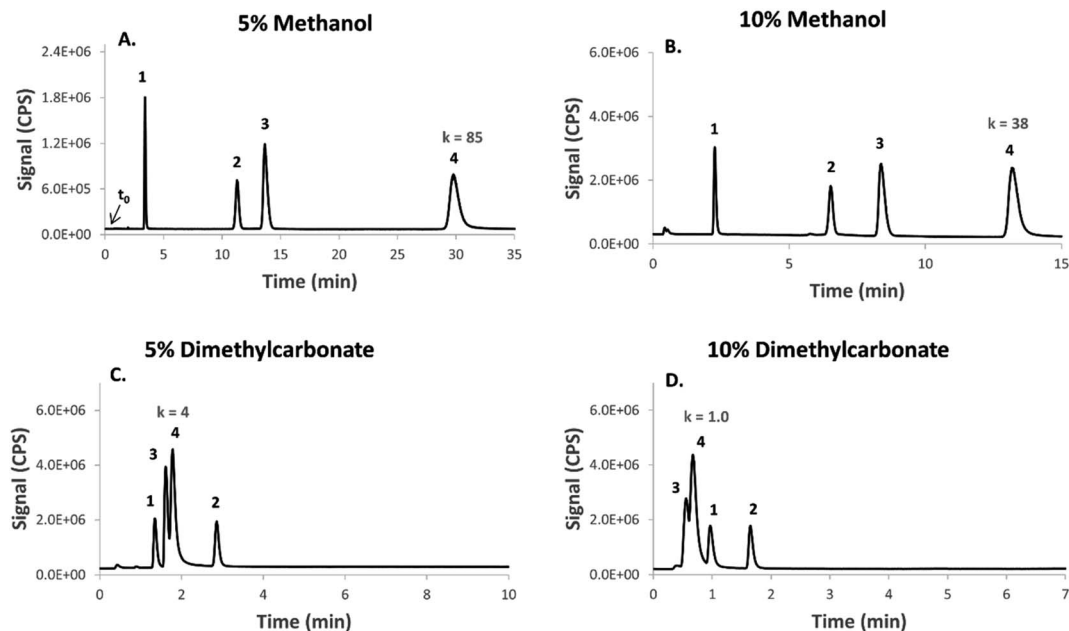 5% Methanol
A.
Signal (CPS)
2.4E+06
1.8E+06
1.2E+06
6.0E+05
0.0E+00
t0
1
2
3
k = 85
4
0 5 10 15 20 25 30 35
Time (min)
10% Methanol
B.
Signal (CPS)
6.0E+06
4.0E+06
2.0E+06
0.0E+00
1
2
3
k = 38
4
0 5 10 15
Time (min)
5% Dimethylcarbonate
C.
Signal (CPS)
6.0E+06
4.0E+06
2.0E+06
0.0E+00
k = 4
4
3
1
2
0 2 4 6 8 10
Time (min)
10% Dimethylcarbonate
D.
Signal (CPS)
6.0E+06
4.0E+06
2.0E+06
0.0E+00
k = 1.0
4
3
1
2
0 1 2 3 4 5 6 7
Time (min)